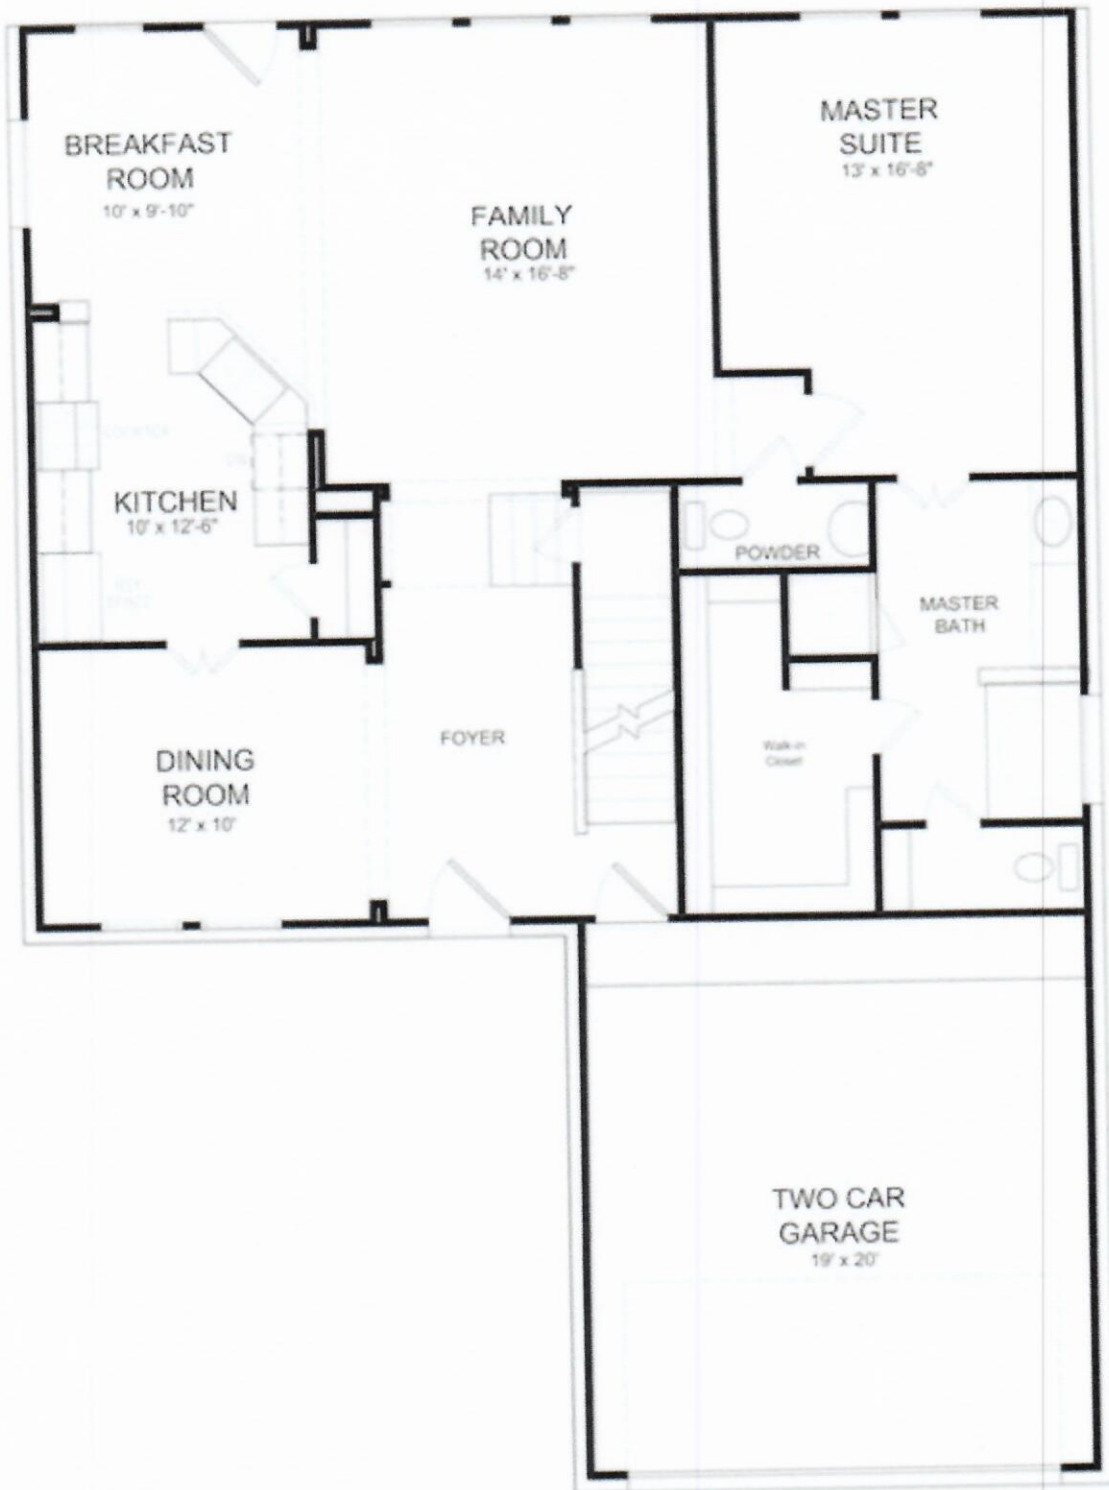 BREAKFAST
ROOM
10' x 9'-10"
MASTER
SUITE
13' x 16'-8"
FAMILY
ROOM
14' x 16'-8"
KITCHEN
10' x 12'-6"
POWDER
MASTER
BATH
DINING
ROOM
12' x 10'
FOYER
Walk-in
Closet
TWO CAR
GARAGE
19' x 20'